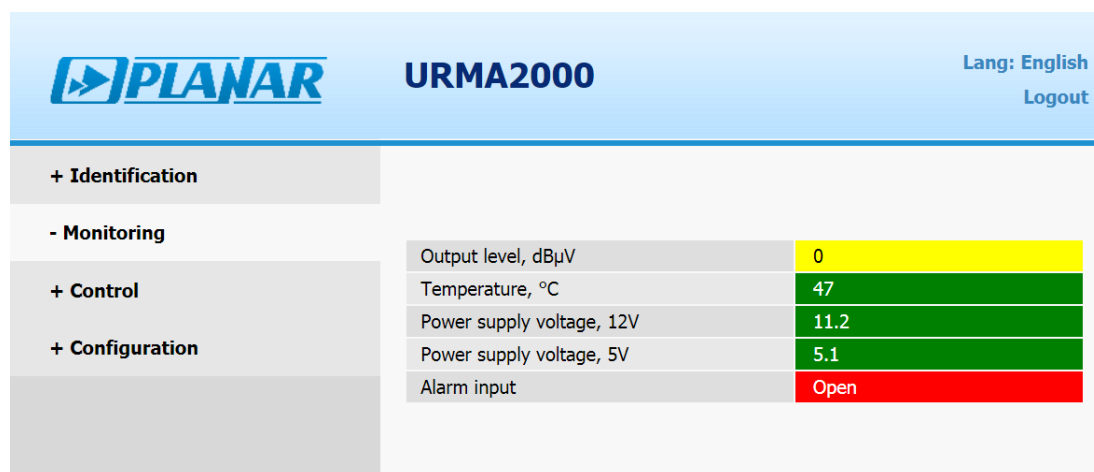 PLANAR
URMA2000
Lang: English
Logout
+ Identification
- Monitoring
+ Control
+ Configuration
Output level, dBµV 0
Temperature, °C 47
Power supply voltage, 12V 11.2
Power supply voltage, 5V 5.1
Alarm input Open